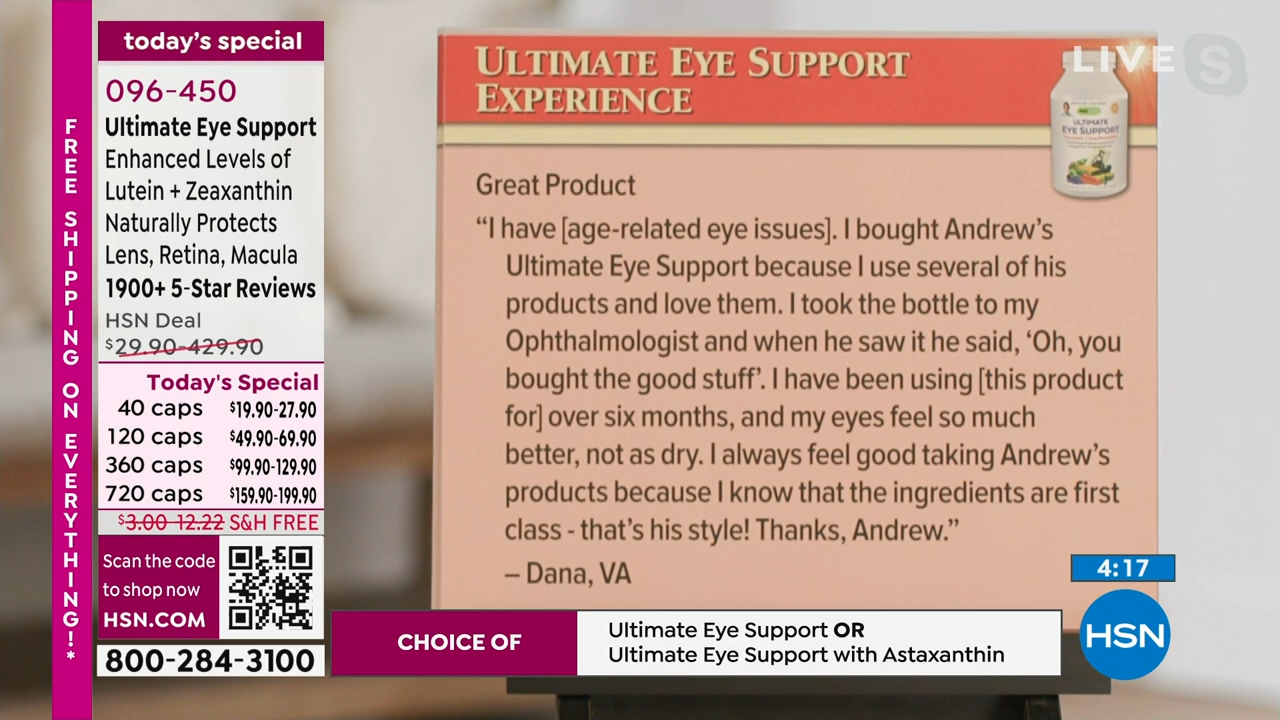 FREE SHIPPING ON EVERYTHING!*
today's special
096-450
Ultimate Eye Support
Enhanced Levels of
Lutein + Zeaxanthin
Naturally Protects
Lens, Retina, Macula
1900+ 5-Star Reviews
HSN Deal
$29.90-429.90
Today's Special
40 caps $19.90-27.90
120 caps $49.90-69.90
360 caps $99.90-129.90
720 caps $159.90-199.90
$3.00-12.22 S&H FREE
Scan the code
to shop now
HSN.COM
800-284-3100
ULTIMATE EYE SUPPORT
EXPERIENCE
LIVE S
ULTIMATE
EYE SUPPORT
Great Product
“I have [age-related eye issues]. I bought Andrew’s
Ultimate Eye Support because I use several of his
products and love them. I took the bottle to my
Ophthalmologist and when he saw it he said, ‘Oh, you
bought the good stuff’. I have been using [this product
for] over six months, and my eyes feel so much
better, not as dry. I always feel good taking Andrew’s
products because I know that the ingredients are first
class - that’s his style! Thanks, Andrew.”
– Dana, VA
4:17
HSN
CHOICE OF
Ultimate Eye Support OR
Ultimate Eye Support with Astaxanthin